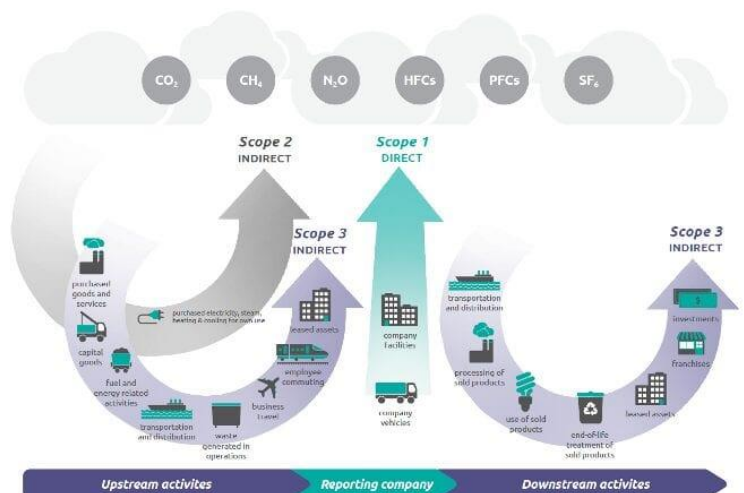 CO₂
CH₄
N₂O
HFCs
PFCs
SF₆
Scope 2
INDIRECT
Scope 1
DIRECT
Scope 3
INDIRECT
Scope 3
INDIRECT
purchased
goods and
services
capital
goods
fuel and
energy related
activities
transportation
and distribution
waste
generated in
operations
business
travel
employee
commuting
leased assets
purchased electricity, steam,
heating & cooling for own use
company
facilities
company
vehicles
transportation
and distribution
processing of
sold products
use of sold
products
end-of-life
treatment of
sold products
leased assets
franchises
$
investments
Upstream activites
Reporting company
Downstream activites